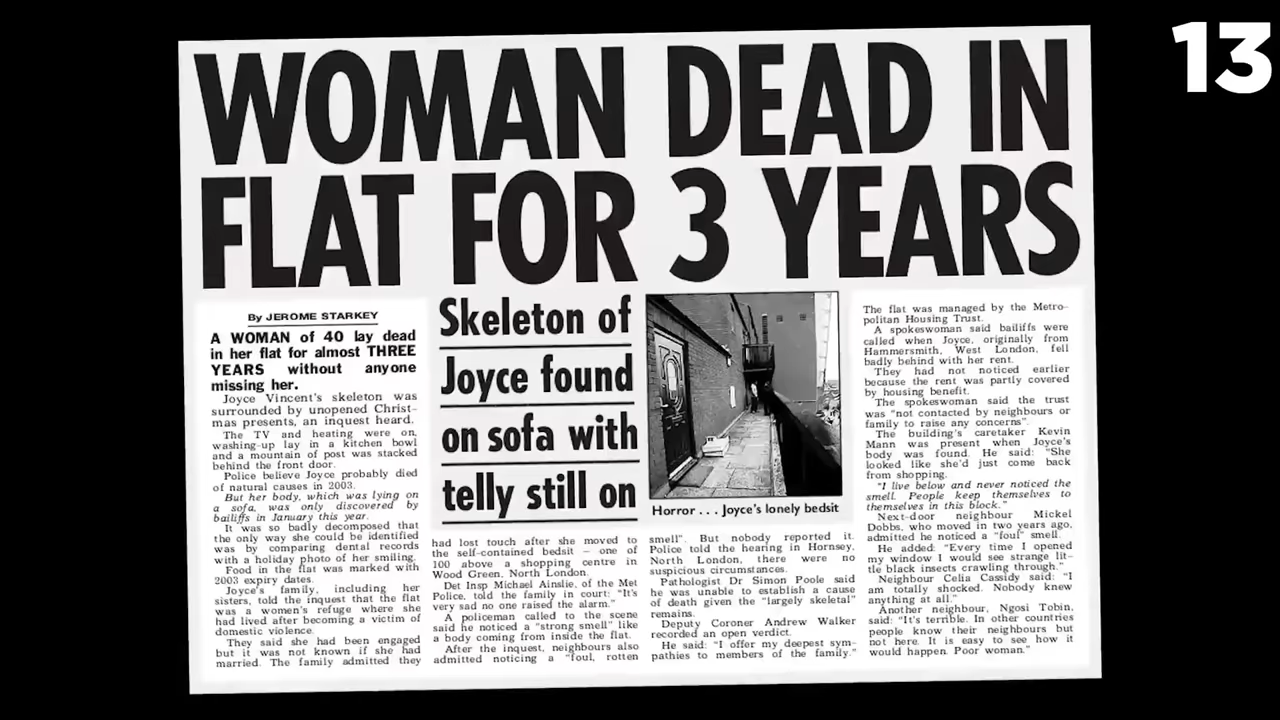 13
WOMAN DEAD IN
FLAT FOR 3 YEARS
By JEROME STARKEY
A WOMAN of 40 lay dead
in her flat for almost THREE
YEARS without anyone
missing her.
Joyce Vincent's skeleton was
surrounded by unopened Christ-
mas presents, an inquest heard.
The TV and heating were on,
washing-up lay in a kitchen bowl
and a mountain of post was stacked
behind the front door.
Police believe Joyce probably died
of natural causes in 2003.
But her body, which was lying on
a sofa, was only discovered by
bailiffs in January this year.
It was so badly decomposed that
the only way she could be identified
was by comparing dental records
with a holiday photo of her smiling.
Food in the flat was marked with
2003 expiry dates.
Joyce's family, including her
sisters, told the inquest that the flat
was a women's refuge where she
had lived after becoming a victim of
domestic violence.
They said she had been engaged
but it was not known if she had
married. The family admitted they
Skeleton of
Joyce found
on sofa with
telly still on
had lost touch after she moved to
the self-contained bedsit – one of
100 above a shopping centre in
Wood Green, North London.
Det Insp Michael Ainslie, of the Met
Police, told the family in court: "It's
very sad no one raised the alarm."
A policeman called to the scene
said he noticed a "strong smell" like
a body coming from inside the flat.
After the inquest, neighbours also
admitted noticing a "foul, rotten
Horror . . . Joyce's lonely bedsit
smell". But nobody reported it.
Police told the hearing in Hornsey,
North London, there were no
suspicious circumstances.
Pathologist Dr Simon Poole said
he was unable to establish a cause
of death given the "largely skeletal"
remains.
Deputy Coroner Andrew Walker
recorded an open verdict.
He said: "I offer my deepest sym-
pathies to members of the family."
The flat was managed by the Metro-
politan Housing Trust.
A spokeswoman said bailiffs were
called when Joyce, originally from
Hammersmith, West London, fell
badly behind with her rent.
They had not noticed earlier
because the rent was partly covered
by housing benefit.
The spokeswoman said the trust
was "not contacted by neighbours or
family to raise any concerns".
The building's caretaker Kevin
Mann was present when Joyce's
body was found. He said: "She
looked like she'd just come back
from shopping.
"I live below and never noticed the
smell. People keep themselves to
themselves in this block."
Next-door neighbour Mickel
Dobbs, who moved in two years ago,
admitted he noticed a "foul" smell.
He added: "Every time I opened
my window I would see strange lit-
tle black insects crawling through."
Neighbour Celia Cassidy said: "I
am totally shocked. Nobody knew
anything at all."
Another neighbour, Ngosi Tobin,
said: "It's terrible. In other countries
people know their neighbours but
not here. It is easy to see how it
would happen. Poor woman."